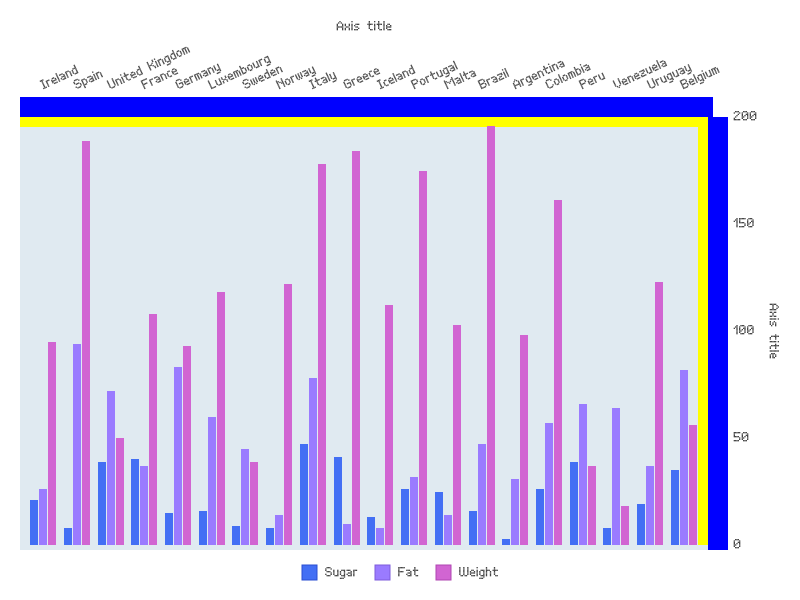 Axis title
Ireland
Spain
United Kingdom
France
Germany
Luxembourg
Sweden
Norway
Italy
Greece
Iceland
Portugal
Malta
Brazil
Argentina
Colombia
Peru
Venezuela
Uruguay
Belgium
200
150
100
50
0
Axis title
Sugar Fat Weight